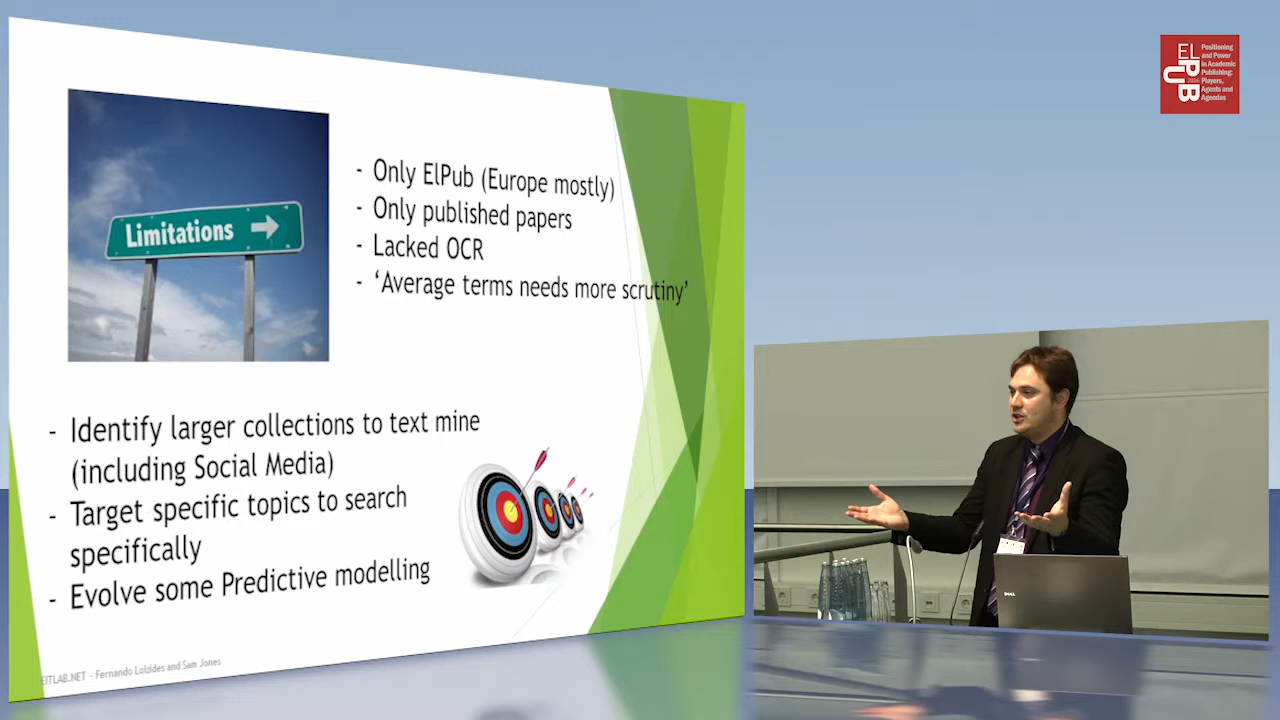 Limitations
- Only ElPub (Europe mostly)
- Only published papers
- Lacked OCR
- ‘Average terms needs more scrutiny’
- Identify larger collections to text mine
(including Social Media)
- Target specific topics to search
specifically
- Evolve some Predictive modelling
EITLAB.NET – Fernando Loizides and Sam Jones
ELPUB
2016
Positioning
and Power
in Academic
Publishing:
Players,
Agents and
Agendas
DELL